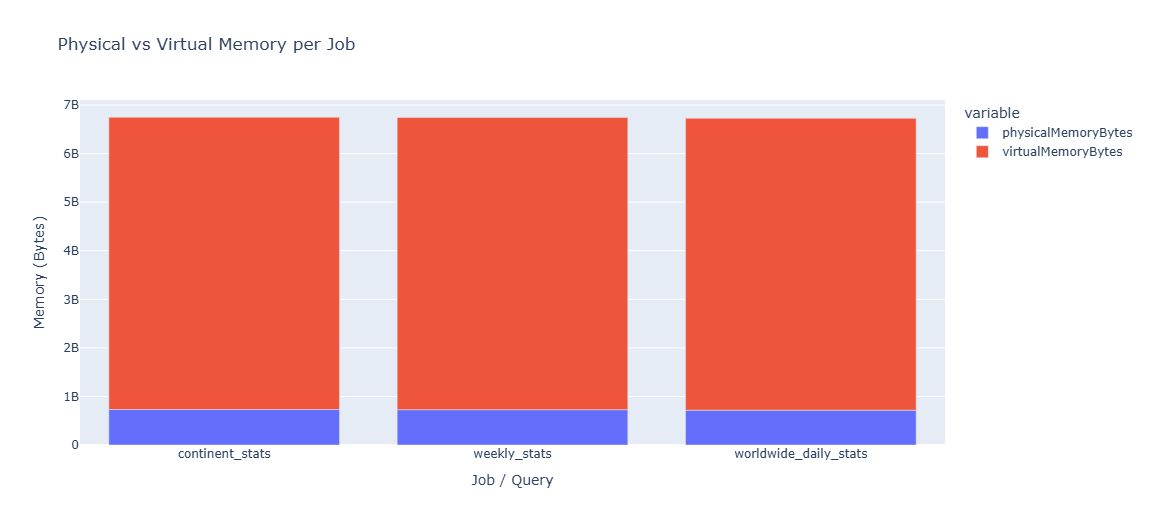 Physical vs Virtual Memory per Job
7B
6B
5B
4B
3B
2B
1B
0
Memory (Bytes)
continent_stats
weekly_stats
worldwide_daily_stats
Job / Query
variable
physicalMemoryBytes
virtualMemoryBytes